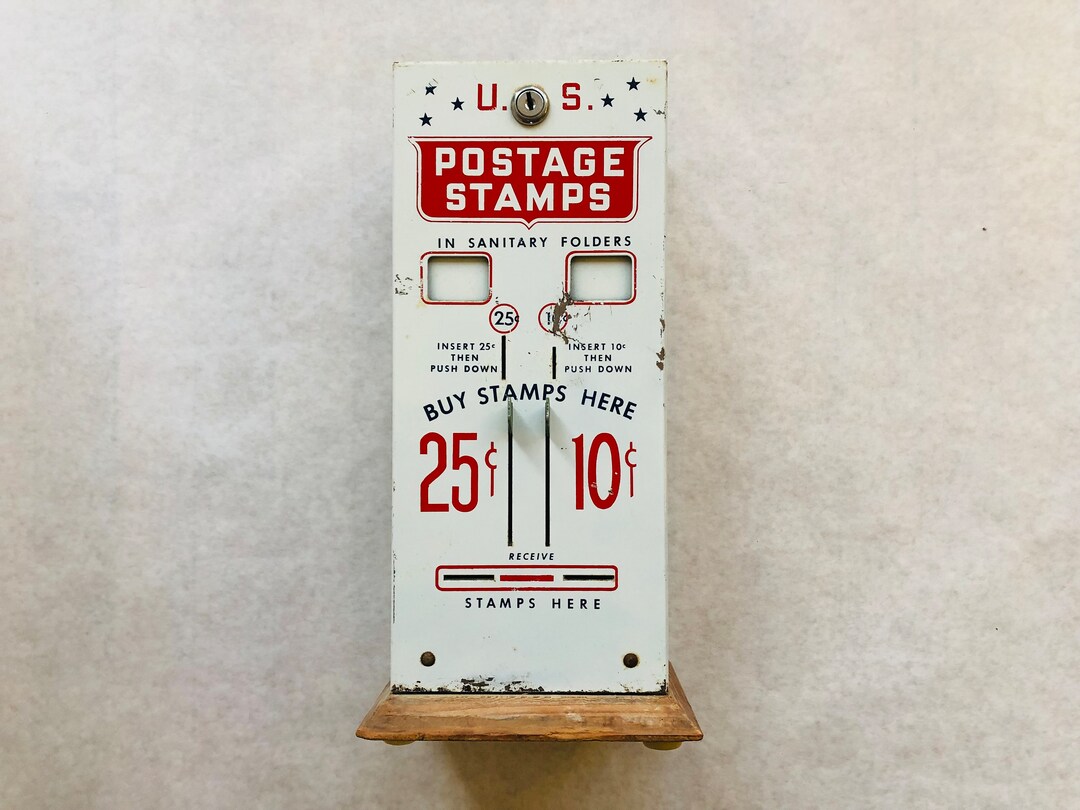 U. S.
POSTAGE
STAMPS
IN SANITARY FOLDERS
25¢ 10¢
INSERT 25¢
THEN
PUSH DOWN
INSERT 10¢
THEN
PUSH DOWN
BUY STAMPS HERE
25¢ 10¢
RECEIVE
STAMPS HERE